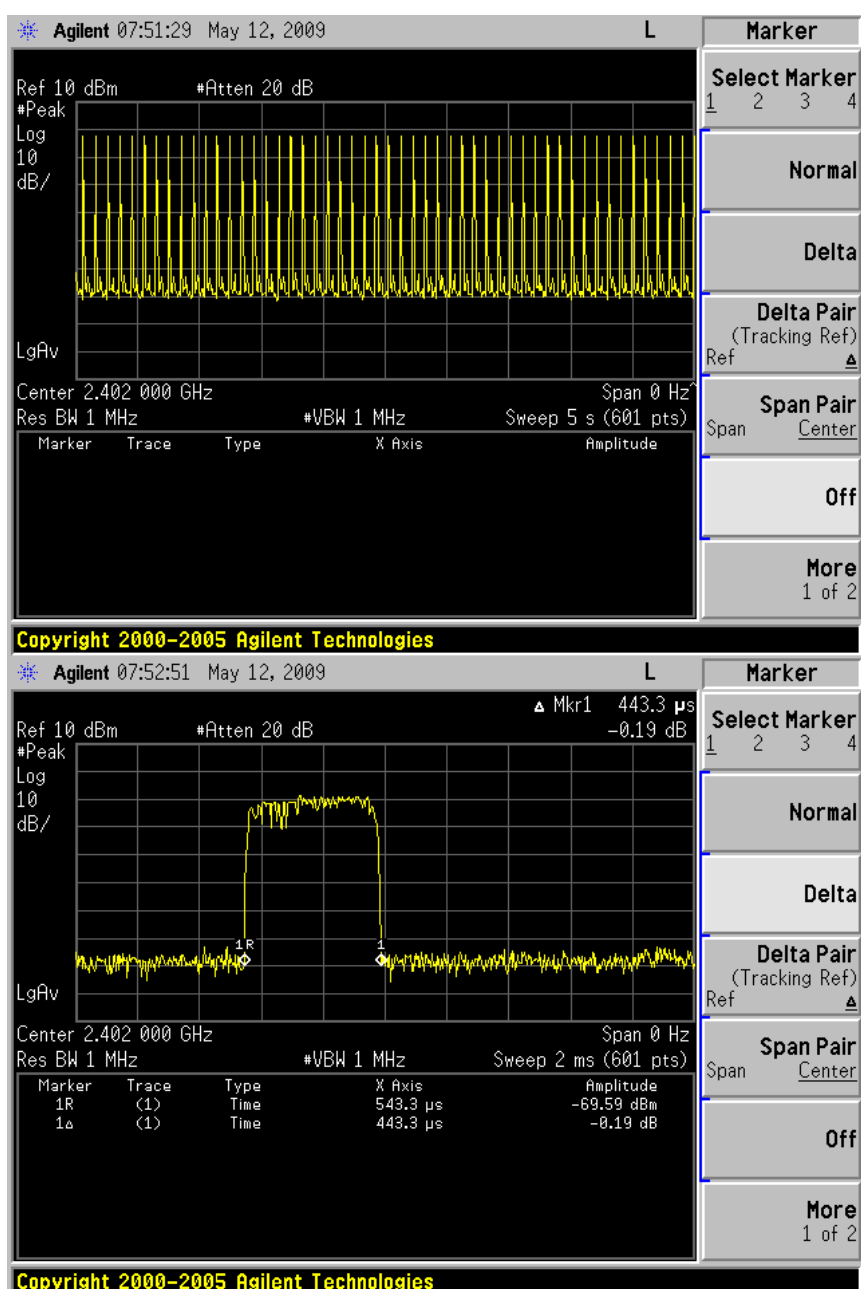 Agilent 07:51:29 May 12, 2009 L
Ref 10 dBm #Atten 20 dB
#Peak
Log
10
dB/
LgAv
Center 2.402 000 GHz Span 0 Hz^
Res BW 1 MHz #VBW 1 MHz Sweep 5 s (601 pts)
Marker Trace Type X Axis Amplitude
Marker
Select Marker
1 2 3 4
Normal
Delta
Delta Pair
(Tracking Ref)
Ref Δ
Span Pair
Span Center
Off
More
1 of 2
Copyright 2000-2005 Agilent Technologies
Agilent 07:52:51 May 12, 2009 L
Δ Mkr1 443.3 µs
Ref 10 dBm #Atten 20 dB -0.19 dB
#Peak
Log
10
dB/
1R 1
LgAv
Center 2.402 000 GHz Span 0 Hz
Res BW 1 MHz #VBW 1 MHz Sweep 2 ms (601 pts)
Marker Trace Type X Axis Amplitude
1R (1) Time 543.3 µs -69.59 dBm
1Δ (1) Time 443.3 µs -0.19 dB
Marker
Select Marker
1 2 3 4
Normal
Delta
Delta Pair
(Tracking Ref)
Ref Δ
Span Pair
Span Center
Off
More
1 of 2
Copyright 2000-2005 Agilent Technologies